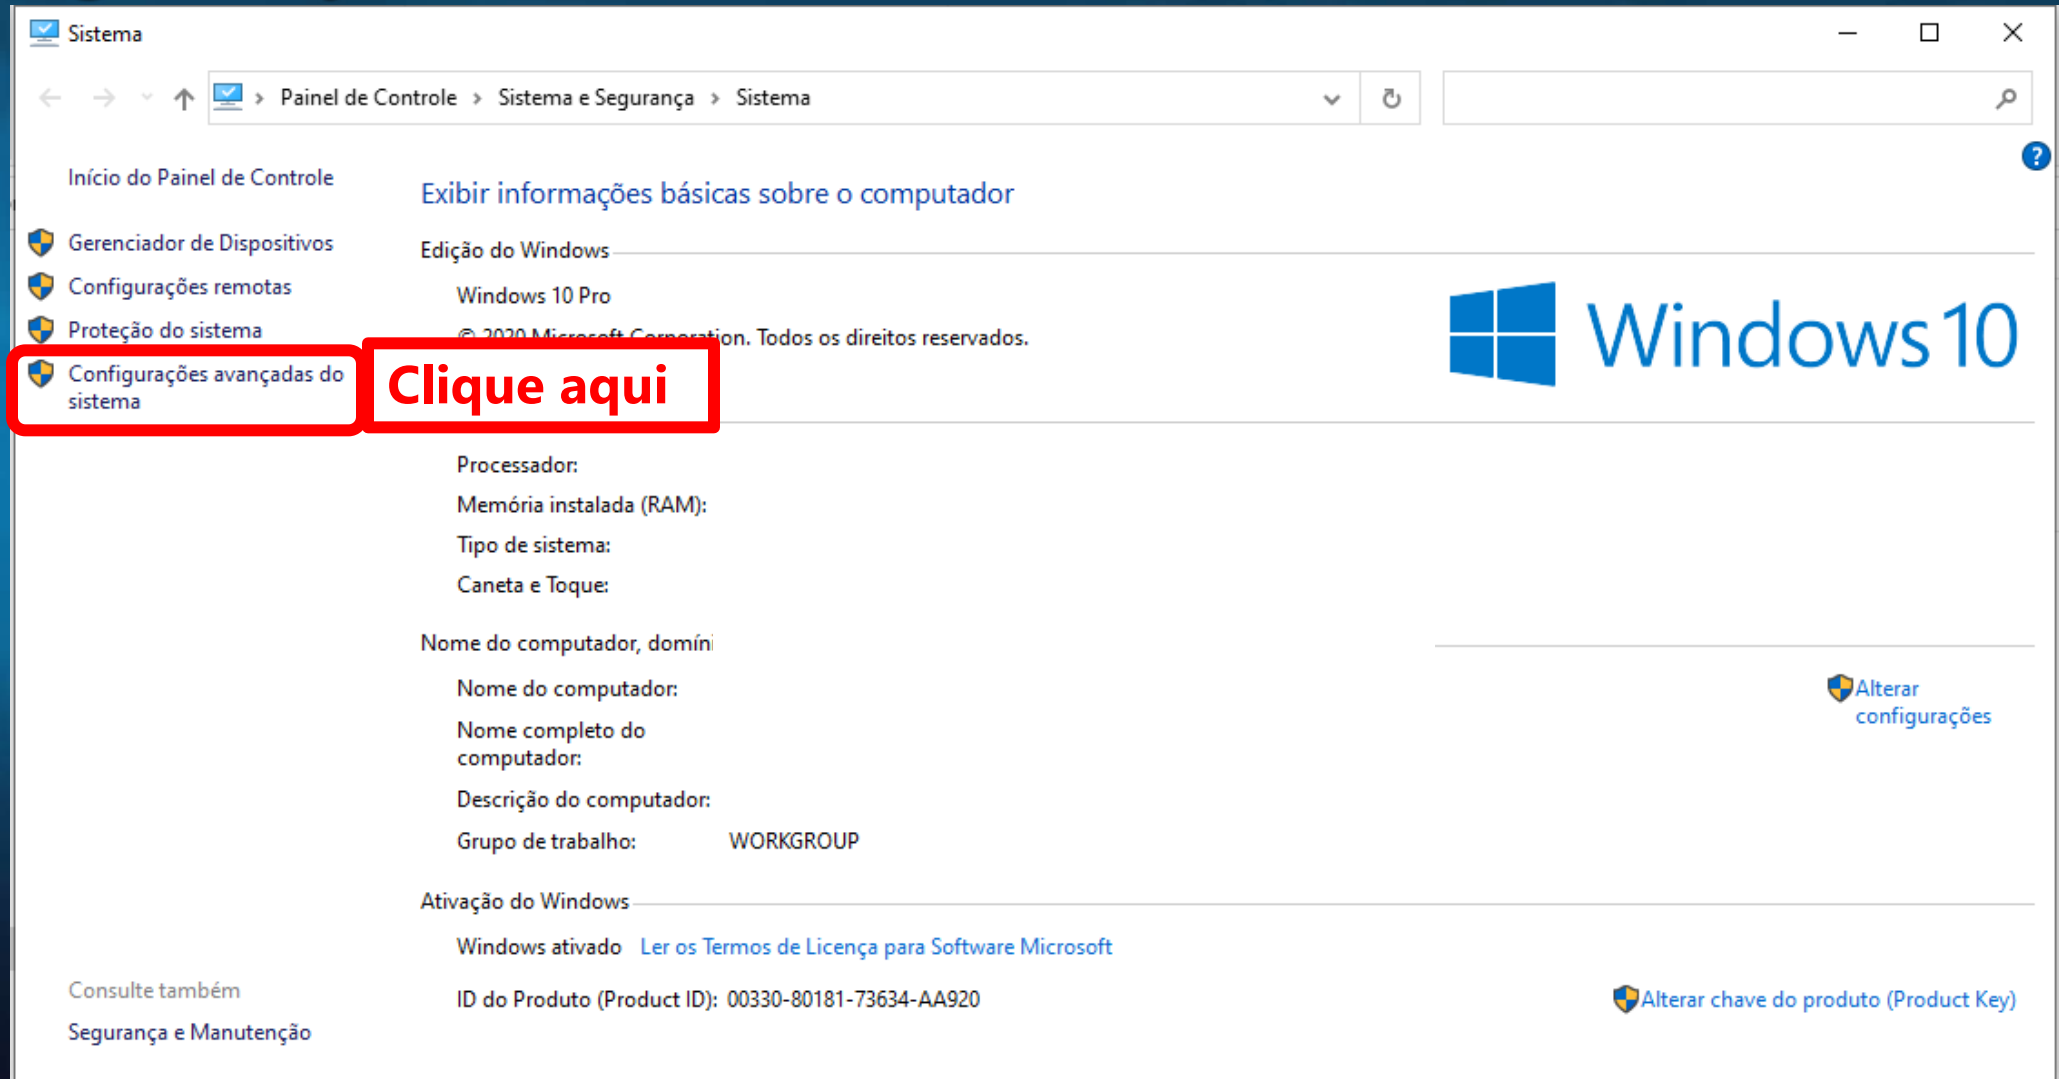 Sistema
Painel de Controle > Sistema e Segurança > Sistema
Início do Painel de Controle
Gerenciador de Dispositivos
Configurações remotas
Proteção do sistema
Configurações avançadas do
sistema
Clique aqui
Exibir informações básicas sobre o computador
Edição do Windows
Windows 10 Pro
© 2020 Microsoft Corporation. Todos os direitos reservados.
Windows 10
Processador:
Memória instalada (RAM):
Tipo de sistema:
Caneta e Toque:
Nome do computador, domíni
Nome do computador:
Alterar
configurações
Nome completo do
computador:
Descrição do computador:
Grupo de trabalho: WORKGROUP
Ativação do Windows
Windows ativado Ler os Termos de Licença para Software Microsoft
ID do Produto (Product ID): 00330-80181-73634-AA920
Alterar chave do produto (Product Key)
Consulte também
Segurança e Manutenção